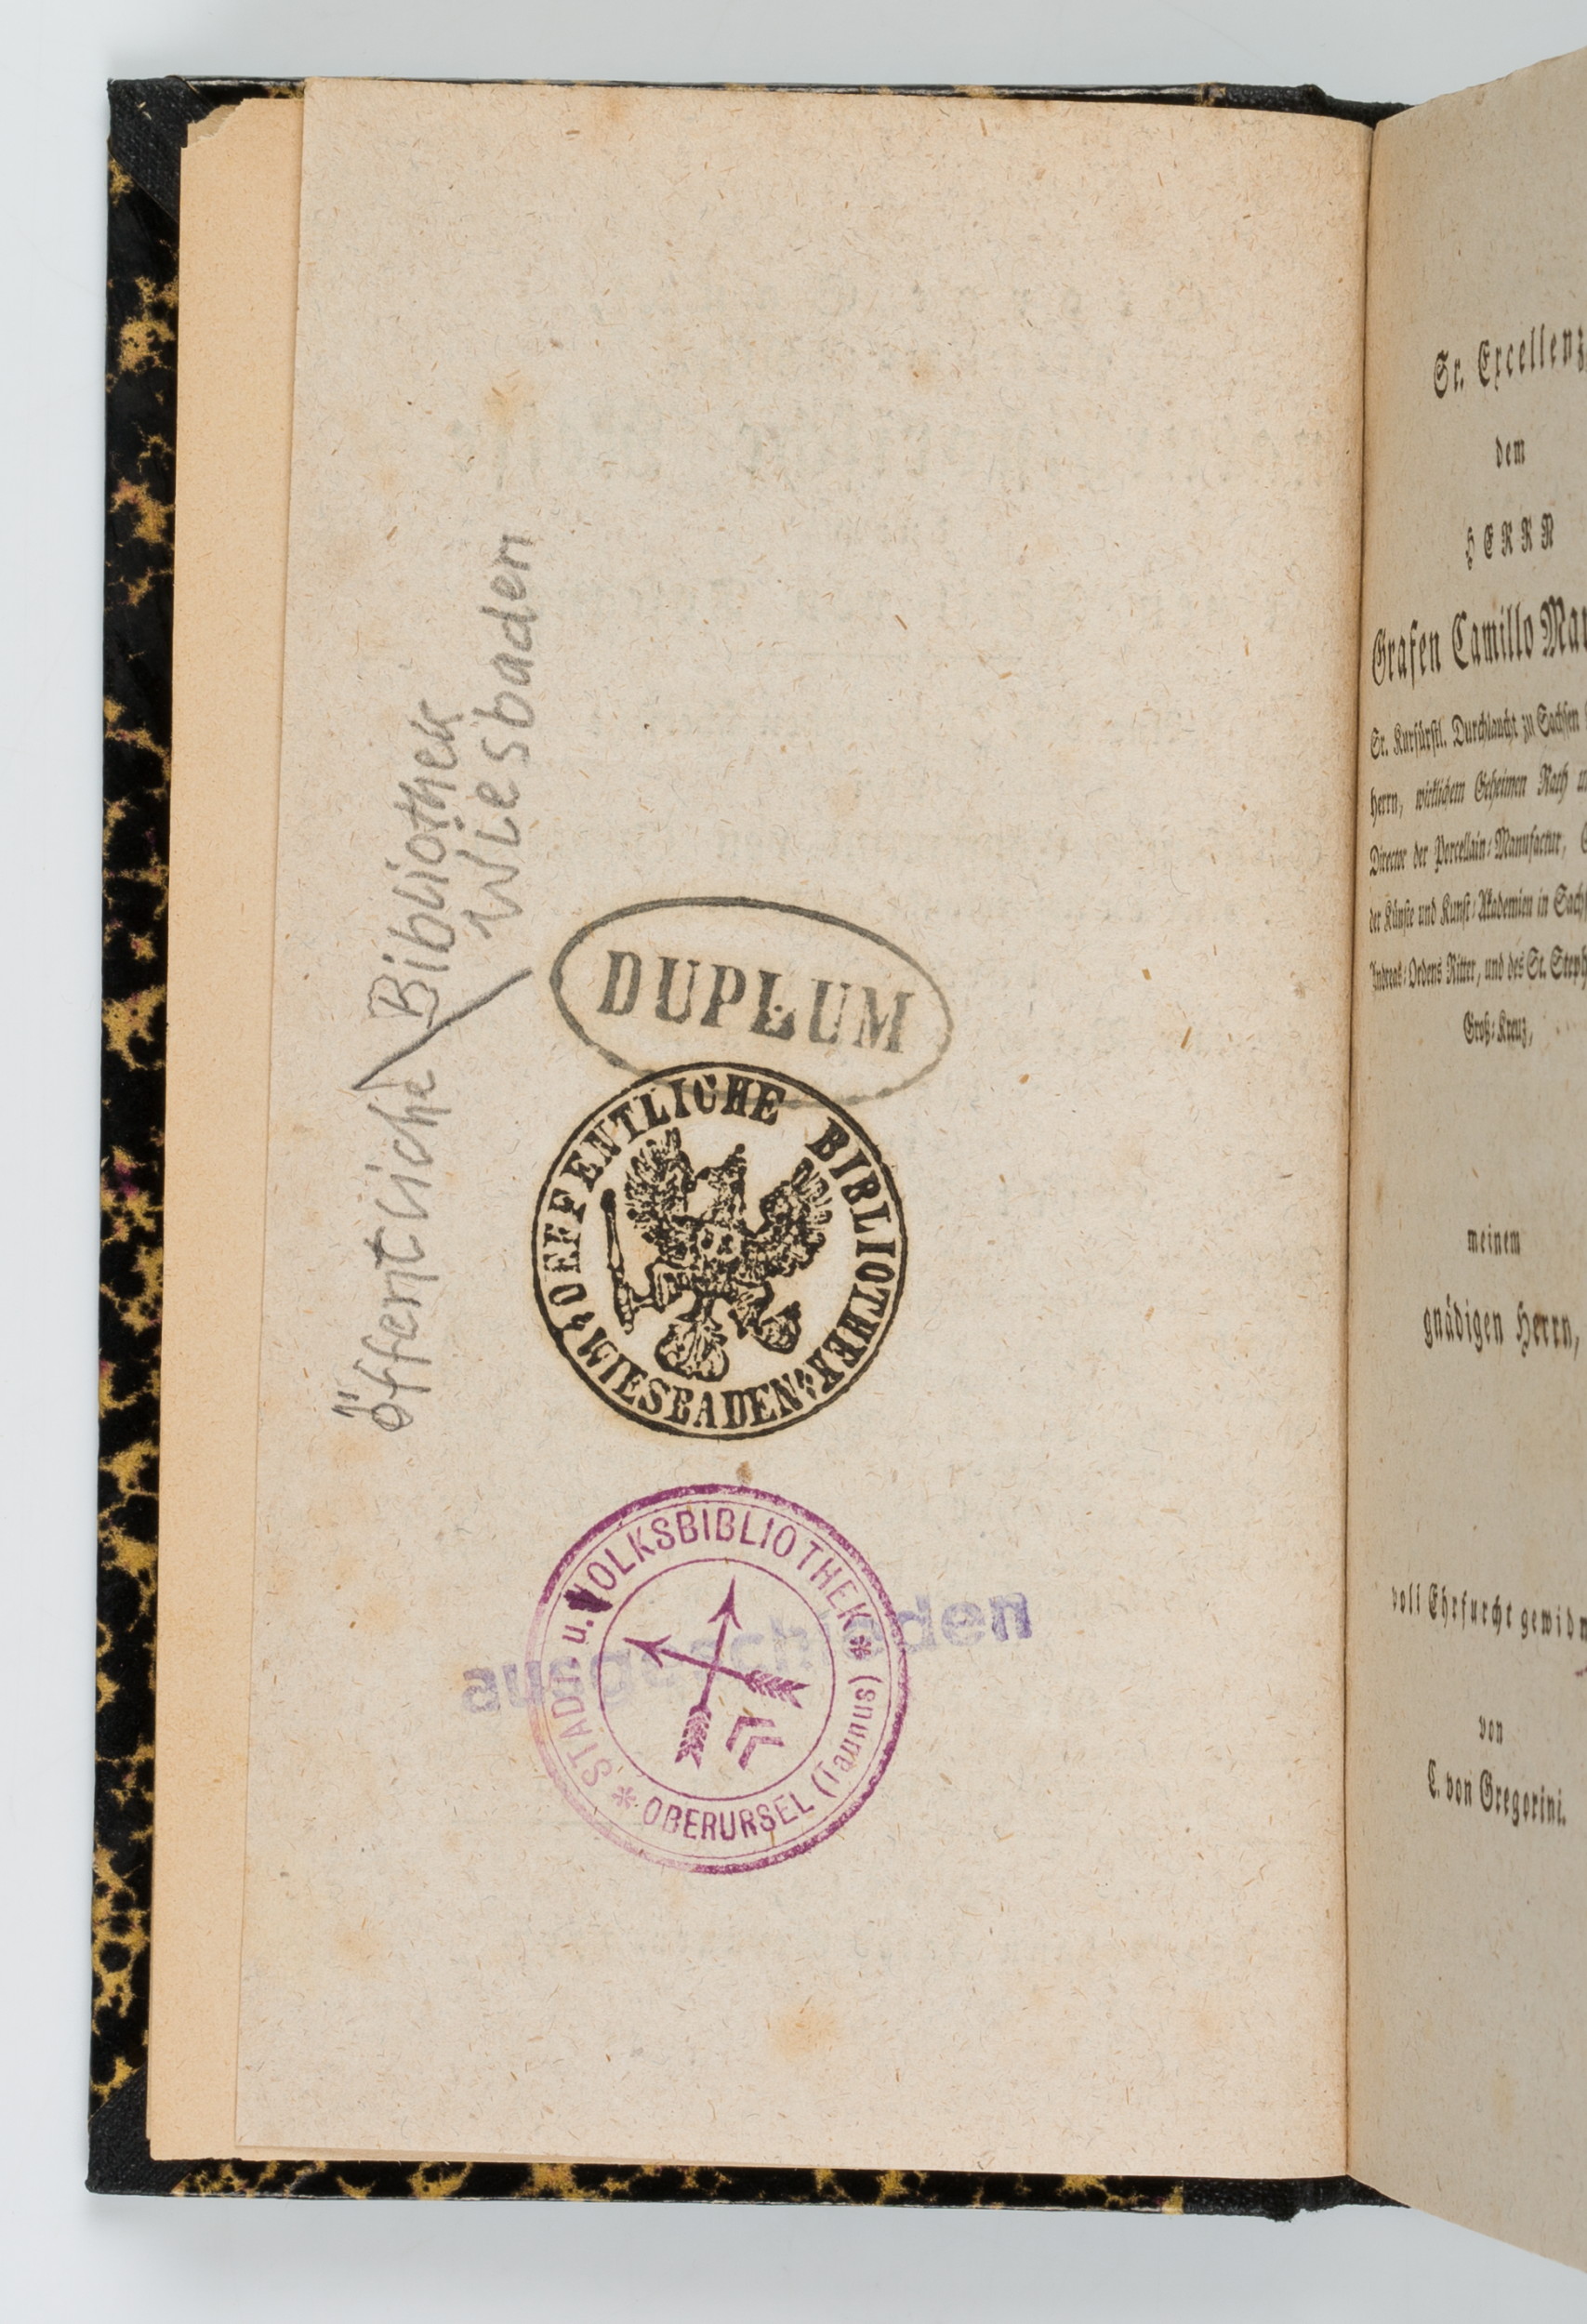 Öffentliche Bibliothek
Wiesbaden
DUPLUM
OEFFENTLICHE BIBLIOTHEK
WIESBADEN
STADT u. VOLKSBIBLIOTHEK
OBERURSEL (Taunus)
ausgeschieden
Sr. Excellenz,
dem
HERRN
Grafen Camillo Mar
Sr. Kurfürstl. Durchlaucht zu Sachsen
Herrn, wirklichem Geheimen Rath
Director der Porcellain-Manufactur,
der Künste und Kunst-Akademien in Sach
Andreas-Ordens Ritter, und des St. Steph
Groß-Kreuz,
meinem
gnädigen Herrn,
voll Ehrfurcht gewidm
von
C. von Gregorini.